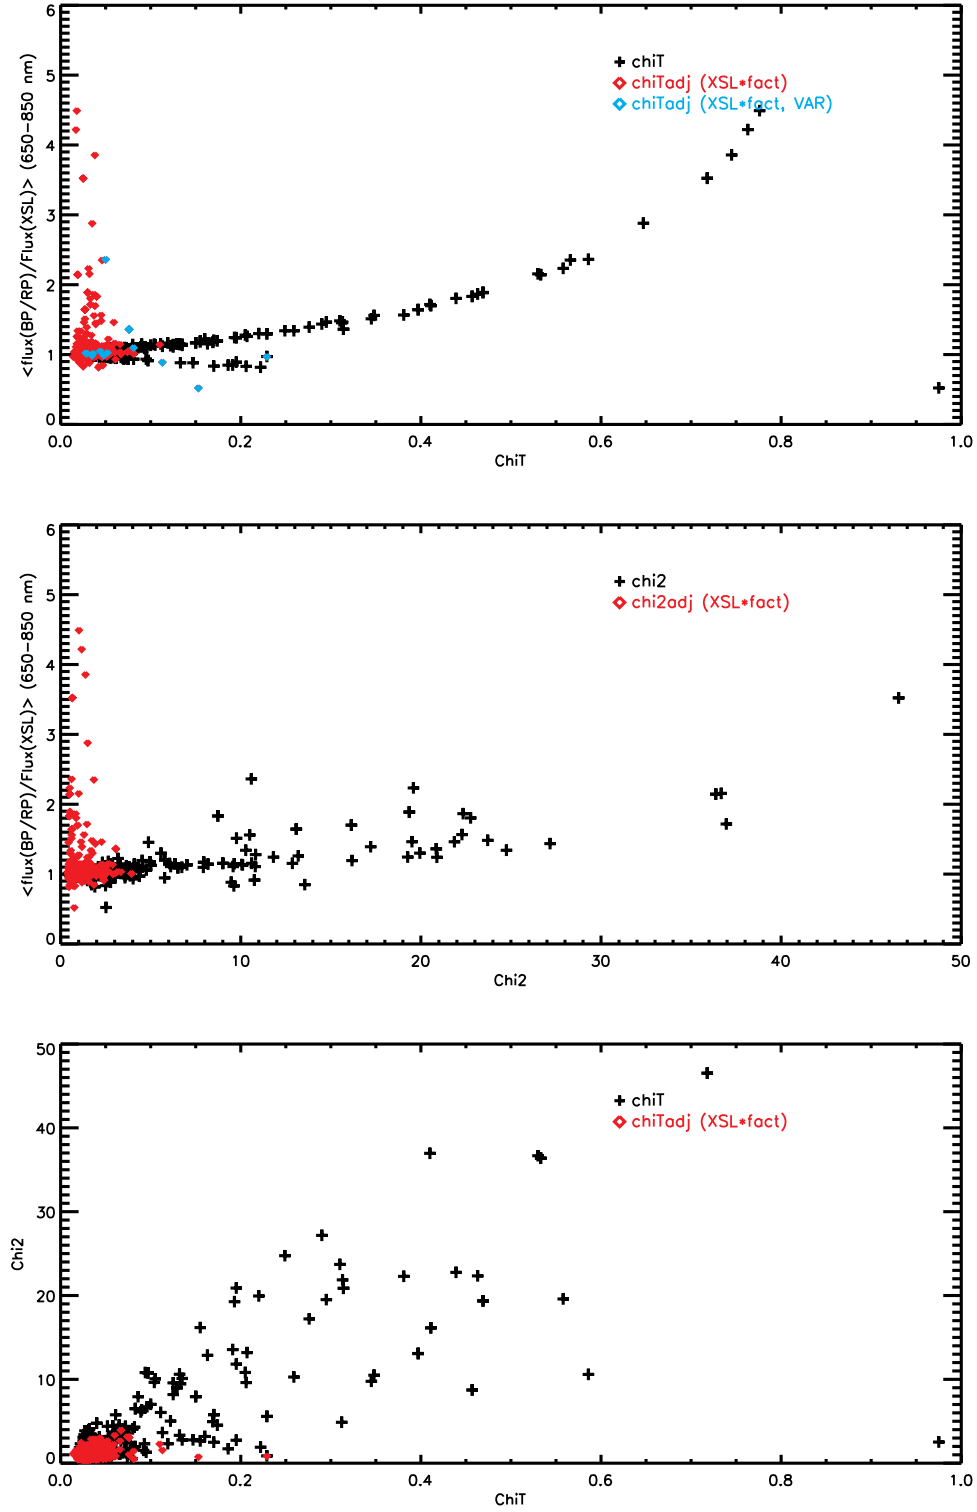 6
5
4
3
2
1
0
<flux(BP/RP)/Flux(XSL)> (650-850 nm)
chiT
chiTadj (XSL*fact)
chiTadj (XSL*fact, VAR)
0.0 0.2 0.4 0.6 0.8 1.0
ChiT
6
5
4
3
2
1
0
<flux(BP/RP)/Flux(XSL)> (650-850 nm)
chi2
chi2adj (XSL*fact)
0 10 20 30 40 50
Chi2
50
40
30
20
10
0
Chi2
chiT
chiTadj (XSL*fact)
0.0 0.2 0.4 0.6 0.8 1.0
ChiT